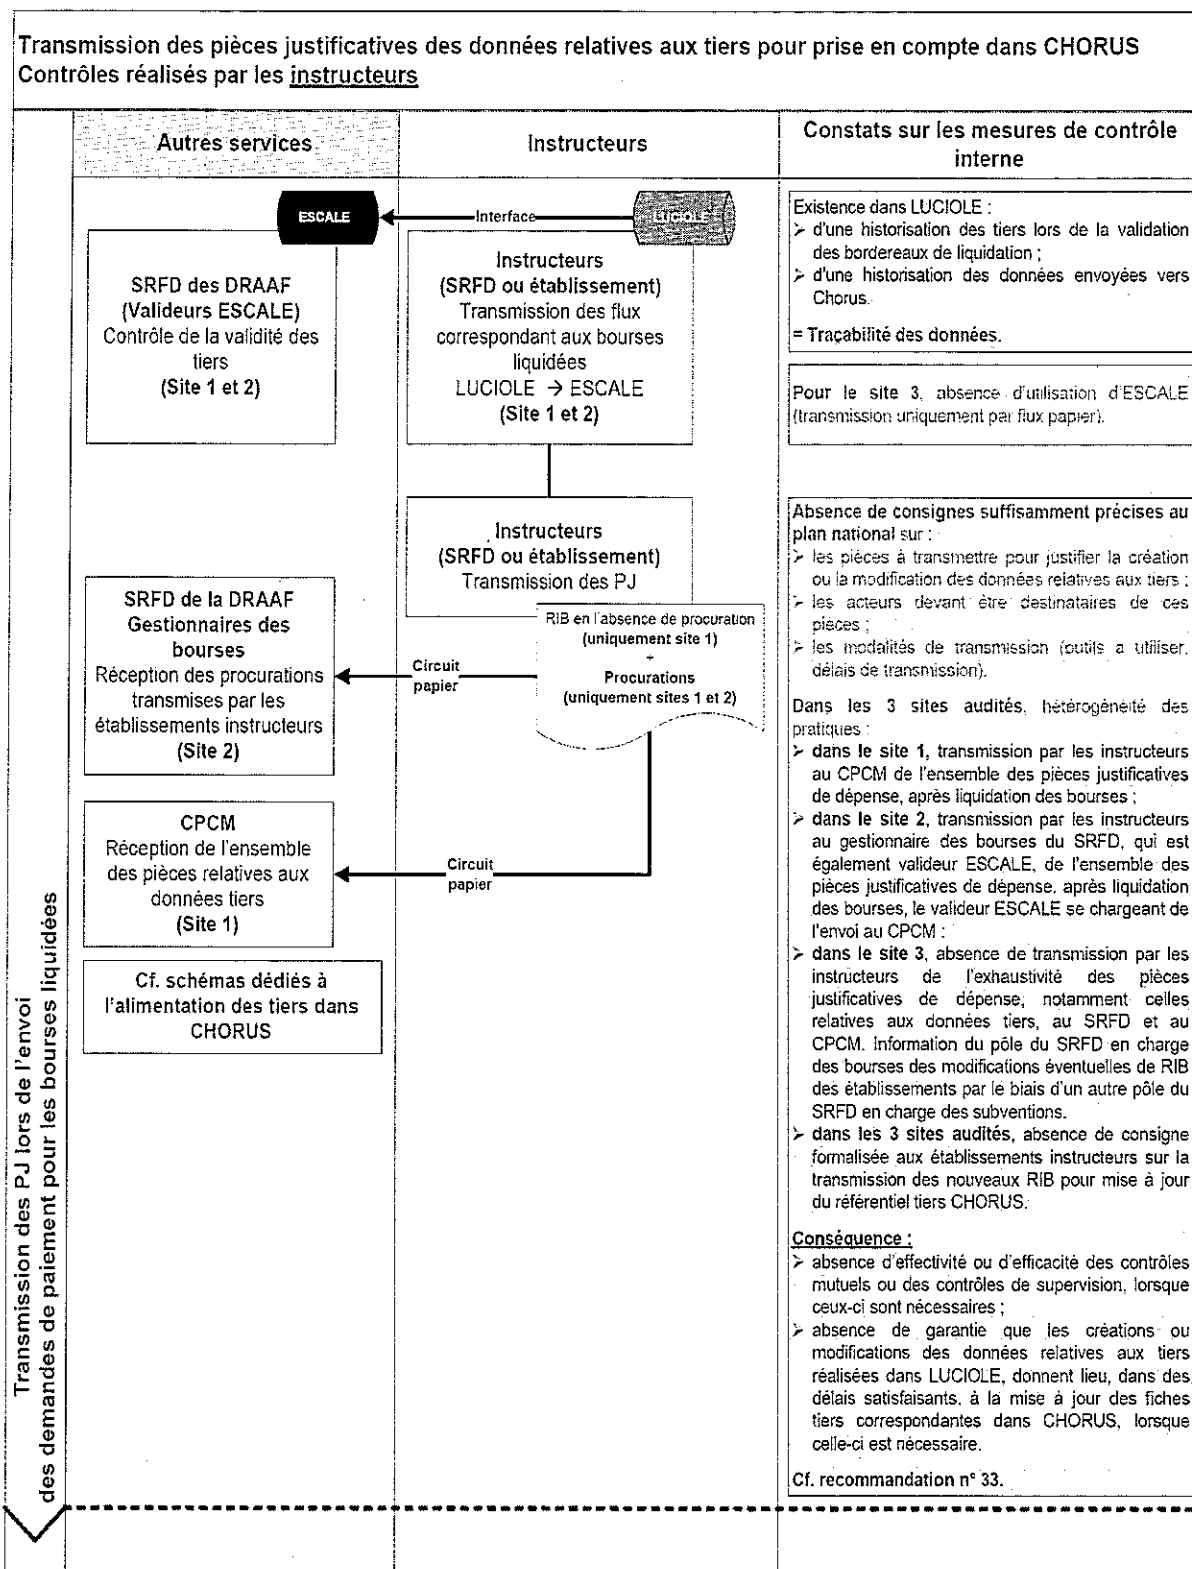 Transmission des pièces justificatives des données relatives aux tiers pour prise en compte dans CHORUS
Contrôles réalisés par les instructeurs
Autres services
Instructeurs
Constats sur les mesures de contrôle
interne
ESCALE
Interface
LUCIOLE
SRFD des DRAAF
(Valideurs ESCALE)
Contrôle de la validité des
tiers
(Site 1 et 2)
Instructeurs
(SRFD ou établissement)
Transmission des flux
correspondant aux bourses
liquidées
LUCIOLE → ESCALE
(Site 1 et 2)
Existence dans LUCIOLE :
➢ d'une historisation des tiers lors de la validation
des bordereaux de liquidation ;
➢ d'une historisation des données envoyées vers
Chorus.
= Traçabilité des données.
Pour le site 3, absence d'utilisation d'ESCALE
(transmission uniquement par flux papier).
Instructeurs
(SRFD ou établissement)
Transmission des PJ
RIB en l'absence de procuration
(uniquement site 1)
+
Procurations
(uniquement sites 1 et 2)
SRFD de la DRAAF
Gestionnaires des
bourses
Réception des procurations
transmises par les
établissements instructeurs
(Site 2)
Circuit
papier
CPCM
Réception de l'ensemble
des pièces relatives aux
données tiers
(Site 1)
Circuit
papier
Cf. schémas dédiés à
l'alimentation des tiers dans
CHORUS
Absence de consignes suffisamment précises au
plan national sur :
➢ les pièces à transmettre pour justifier la création
ou la modification des données relatives aux tiers ;
➢ les acteurs devant être destinataires de ces
pièces ;
➢ les modalités de transmission (outils a utiliser,
délais de transmission).
Dans les 3 sites audités, hétérogénéité des
pratiques :
➢ dans le site 1, transmission par les instructeurs
au CPCM de l'ensemble des pièces justificatives
de dépense, après liquidation des bourses ;
➢ dans le site 2, transmission par les instructeurs
au gestionnaire des bourses du SRFD, qui est
également valideur ESCALE, de l'ensemble des
pièces justificatives de dépense, après liquidation
des bourses, le valideur ESCALE se chargeant de
l'envoi au CPCM :
➢ dans le site 3, absence de transmission par les
instructeurs de l'exhaustivité des pièces
justificatives de dépense, notamment celles
relatives aux données tiers, au SRFD et au
CPCM. Information du pôle du SRFD en charge
des bourses des modifications éventuelles de RIB
des établissements par le biais d'un autre pôle du
SRFD en charge des subventions.
➢ dans les 3 sites audités, absence de consigne
formalisée aux établissements instructeurs sur la
transmission des nouveaux RIB pour mise à jour
du référentiel tiers CHORUS.
Conséquence :
➢ absence d'effectivité ou d'efficacité des contrôles
mutuels ou des contrôles de supervision, lorsque
ceux-ci sont nécessaires ;
➢ absence de garantie que les créations ou
modifications des données relatives aux tiers
réalisées dans LUCIOLE, donnent lieu, dans des
délais satisfaisants, à la mise à jour des fiches
tiers correspondantes dans CHORUS, lorsque
celle-ci est nécessaire.
Cf. recommandation n° 33.
Transmission des PJ lors de l'envoi
des demandes de paiement pour les bourses liquidées